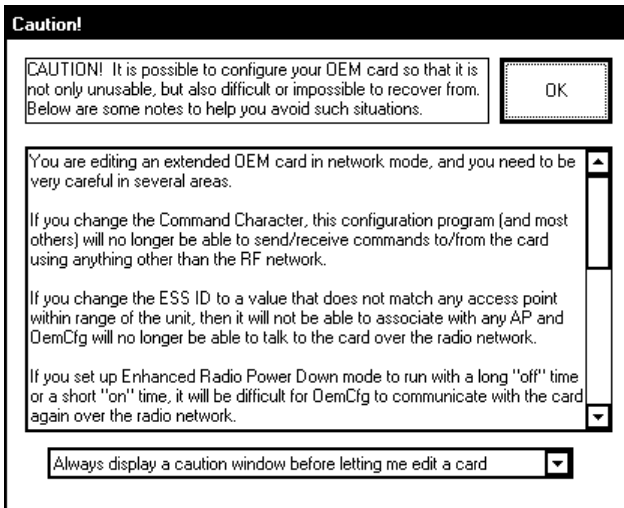 Caution!
CAUTION!  It is possible to configure your OEM card so that it is
not only unusable, but also difficult or impossible to recover from.
Below are some notes to help you avoid such situations.
OK
You are editing an extended OEM card in network mode, and you need to be
very careful in several areas.
If you change the Command Character, this configuration program (and most
others) will no longer be able to send/receive commands to/from the card
using anything other than the RF network.
If you change the ESS ID to a value that does not match any access point
within range of the unit, then it will not be able to associate with any AP and
OemCfg will no longer be able to talk to the card over the radio network.
If you set up Enhanced Radio Power Down mode to run with a long "off" time
or a short "on" time, it will be difficult for OemCfg to communicate with the card
again over the radio network.
Always display a caution window before letting me edit a card